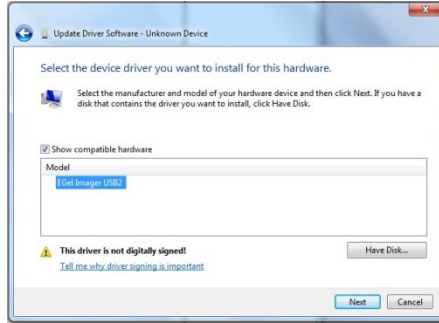 Update Driver Software - Unknown Device
Select the device driver you want to install for this hardware.
Select the manufacturer and model of your hardware device and then click Next. If you have a
disk that contains the driver you want to install, click Have Disk.
Show compatible hardware
Model
EGel Imager USB2
This driver is not digitally signed!
Have Disk...
Tell me why driver signing is important
Next
Cancel